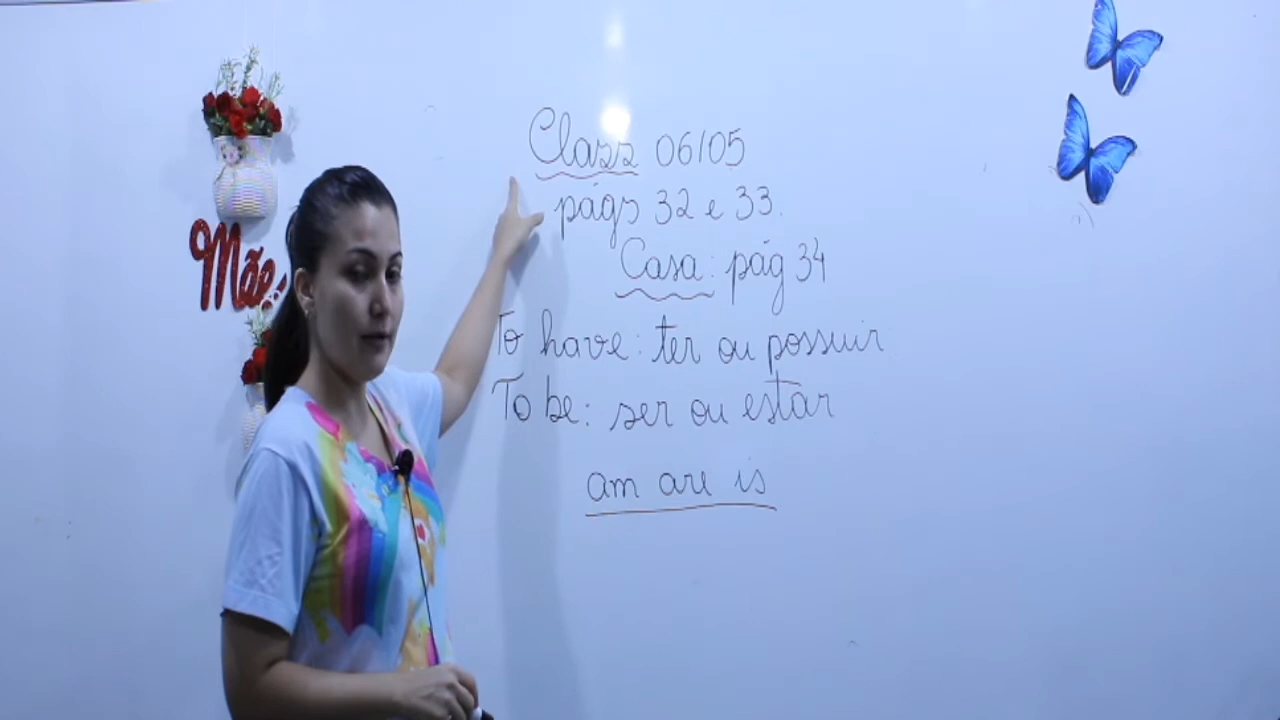 Class 06/05
págs 32 e 33.
Casa: pág 34
To have: ter ou possuir
To be: ser ou estar
am are is
Mãe